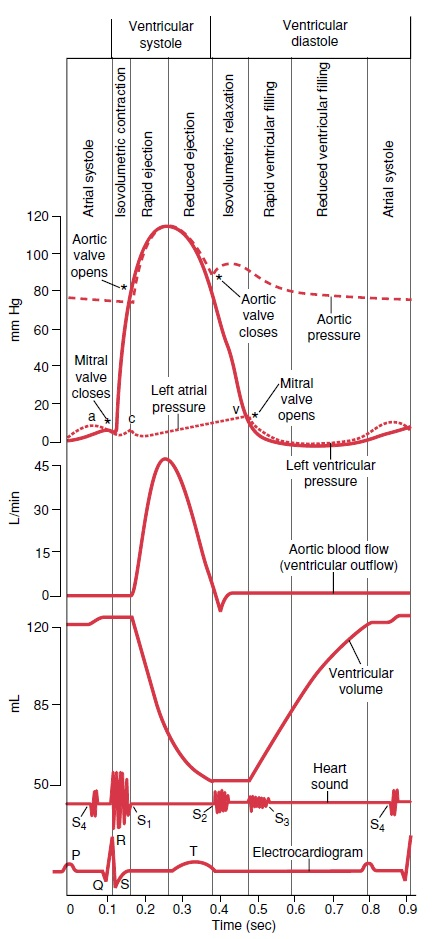 Ventricular
systole
Ventricular
diastole
Atrial systole
Isovolumetric contraction
Rapid ejection
Reduced ejection
Isovolumetric relaxation
Rapid ventricular filling
Reduced ventricular filling
Atrial systole
mm Hg
120
100
80
60
40
20
0
Aortic
valve
opens
*
*
Aortic
valve
closes
Aortic
pressure
Mitral
valve
closes
a
*
c
Left atrial
pressure
v
*
Mitral
valve
opens
Left ventricular
pressure
L/min
45
30
15
0
Aortic blood flow
(ventricular outflow)
mL
120
85
50
Ventricular
volume
Heart
sound
S4
S1
S2
S3
S4
P
Q
R
S
T
Electrocardiogram
0 0.1 0.2 0.3 0.4 0.5 0.6 0.7 0.8 0.9
Time (sec)